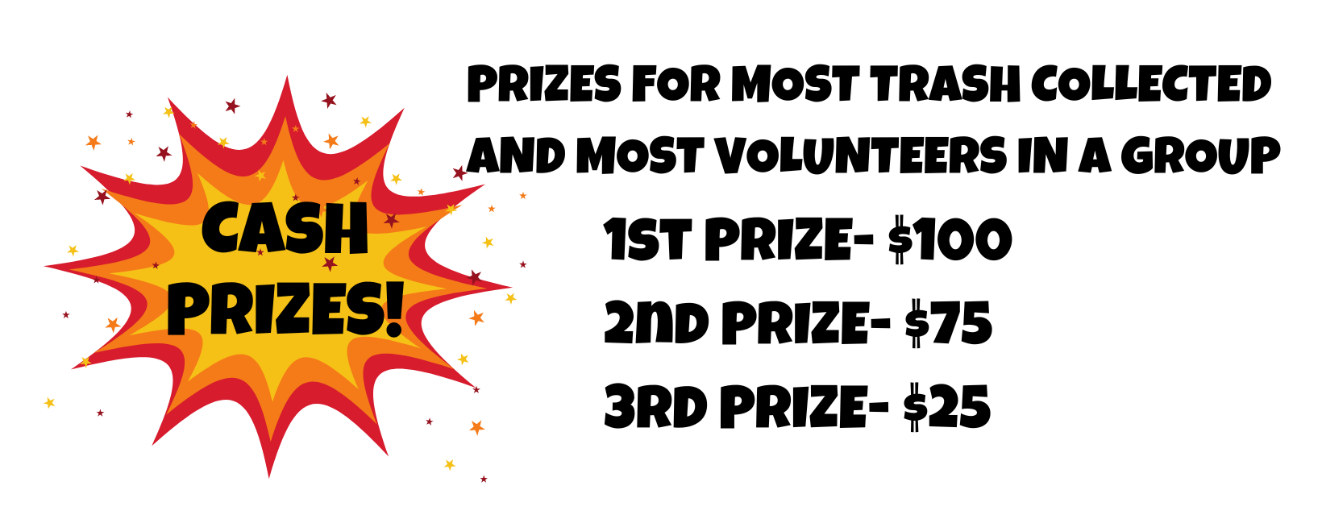 CASH
PRIZES!
PRIZES FOR MOST TRASH COLLECTED
AND MOST VOLUNTEERS IN A GROUP
1ST PRIZE- $100
2ND PRIZE- $75
3RD PRIZE- $25